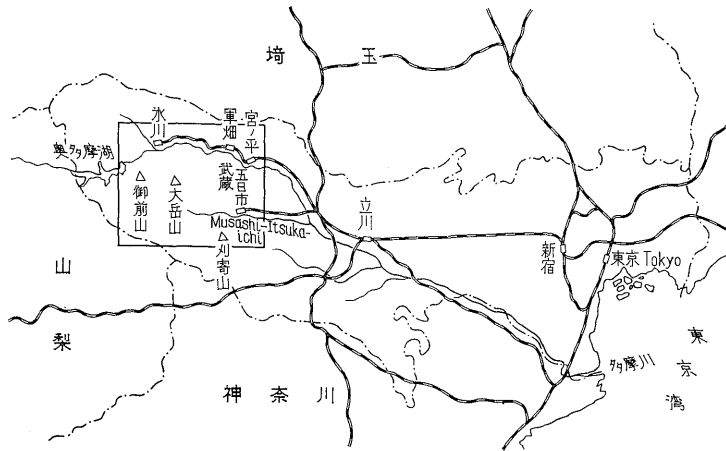 埼玉
氷川
軍畑
宮ノ平
奥多摩湖
御前山
大岳山
武蔵
五日市
Musashi-Itsuka-
ichi
刈寄山
立川
新宿
東京 Tokyo
山梨
多摩川
神奈川
東京湾